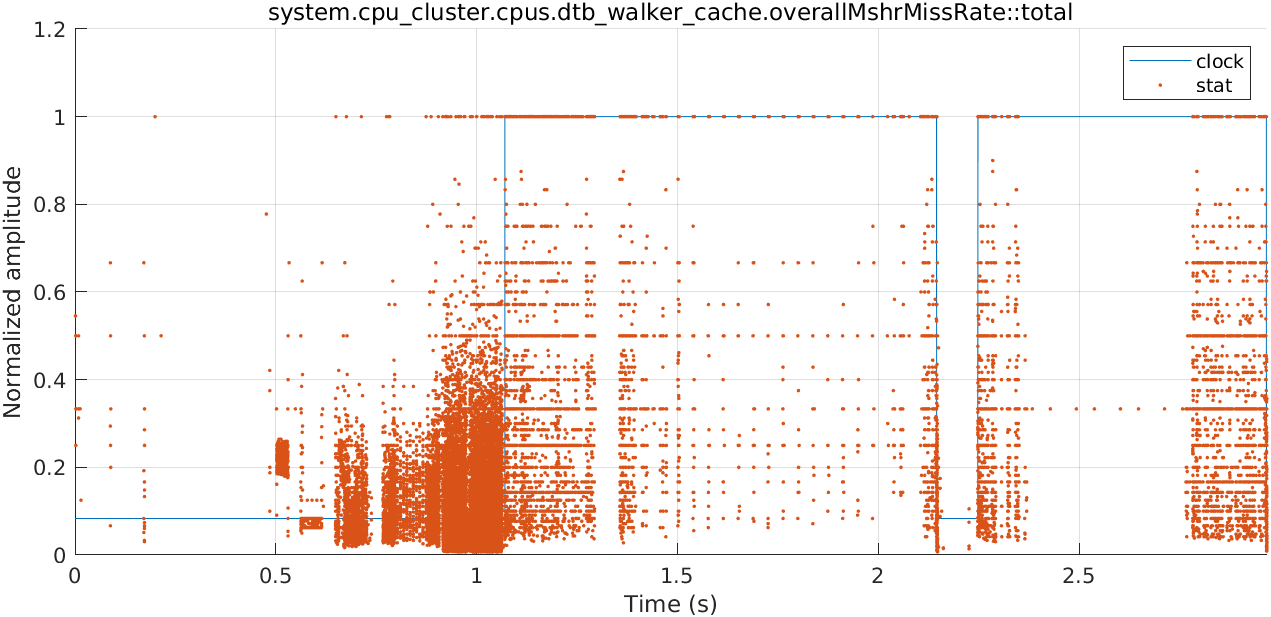 system.cpu_cluster.cpus.dtb_walker_cache.overallMshrMissRate::total
1.2
1
0.8
0.6
0.4
0.2
0
Normalized amplitude
clock
stat
0 0.5 1 1.5 2 2.5
Time (s)